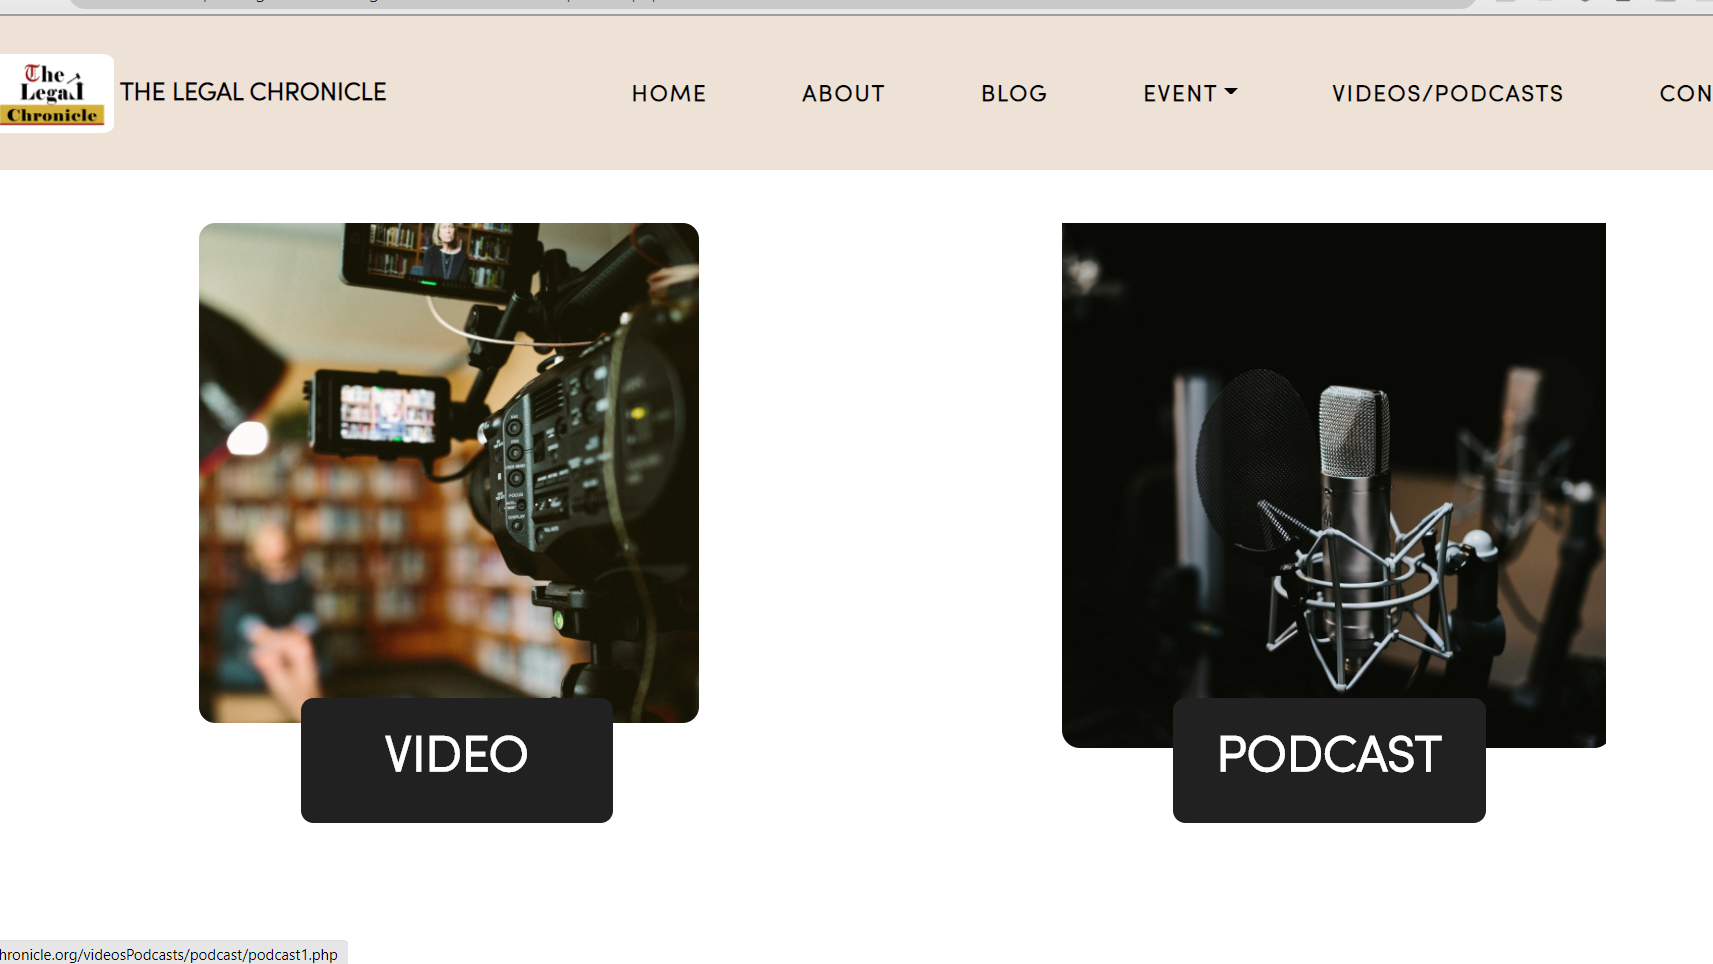 The
Legal
Chronicle
THE LEGAL CHRONICLE
HOME
ABOUT
BLOG
EVENT
VIDEOS/PODCASTS
CON
VIDEO
PODCAST
hronicle.org/videosPodcasts/podcast/podcast1.php